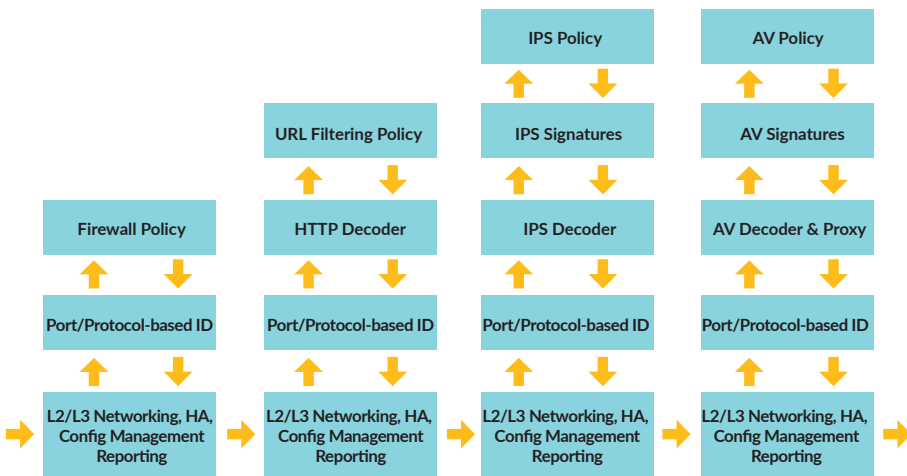 IPS Policy
AV Policy
URL Filtering Policy
IPS Signatures
AV Signatures
Firewall Policy
HTTP Decoder
IPS Decoder
AV Decoder & Proxy
Port/Protocol-based ID
Port/Protocol-based ID
Port/Protocol-based ID
Port/Protocol-based ID
L2/L3 Networking, HA,
Config Management
Reporting
L2/L3 Networking, HA,
Config Management
Reporting
L2/L3 Networking, HA,
Config Management
Reporting
L2/L3 Networking, HA,
Config Management
Reporting